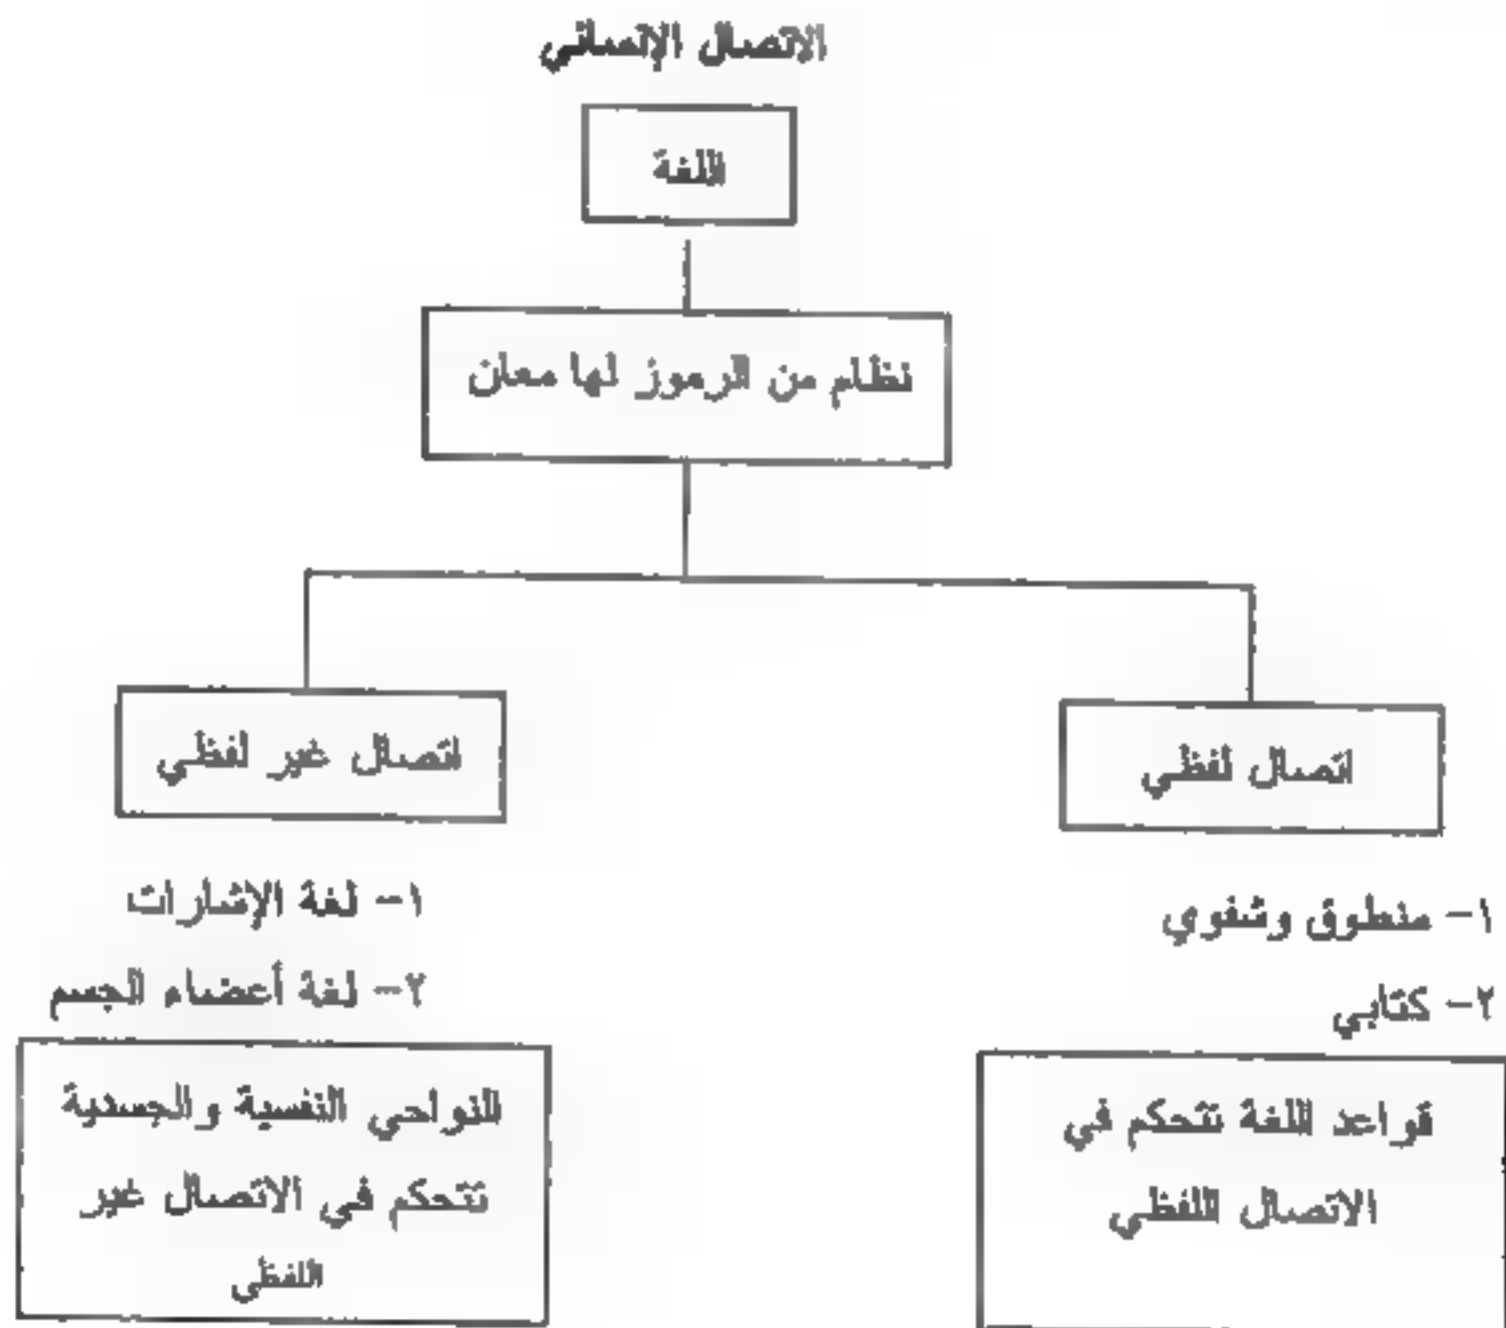 الاتصال الإنساني
اللغة
نظام من الرموز لها معان
اتصال لفظي
١- منطوق وشفوي
٢- كتابي
قواعد اللغة تتحكم في
الاتصال اللفظي
اتصال غير لفظي
١- لغة الإشارات
٢- لغة أعضاء الجسم
النواحي النفسية والجسدية
تتحكم في الاتصال غير
اللفظي